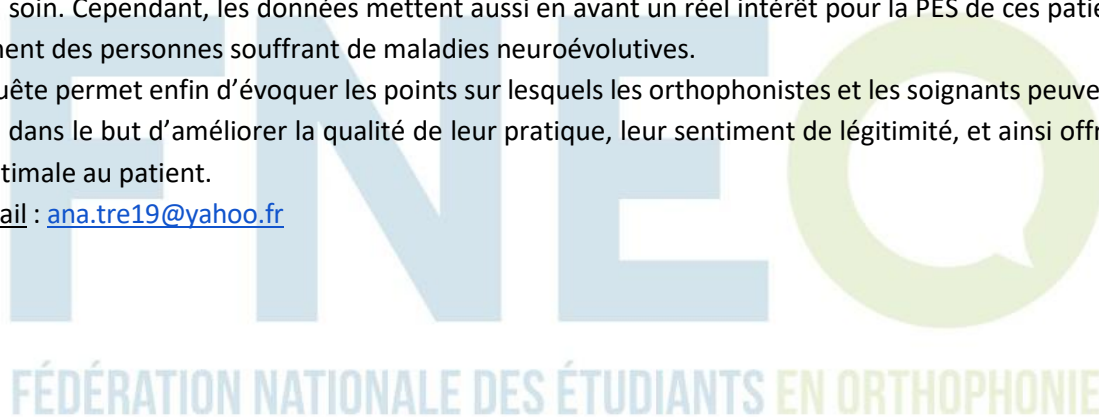 soin. Cependant, les données mettent aussi en avant un réel intérêt pour la PES de ces patie
ment des personnes souffrant de maladies neuroévolutives.
uête permet enfin d'évoquer les points sur lesquels les orthophonistes et les soignants peuve
dans le but d'améliorer la qualité de leur pratique, leur sentiment de légitimité, et ainsi offr
timale au patient.
ail : ana.tre19@yahoo.fr
FNEO
FÉDÉRATION NATIONALE DES ÉTUDIANTS EN ORTHOPHONIE